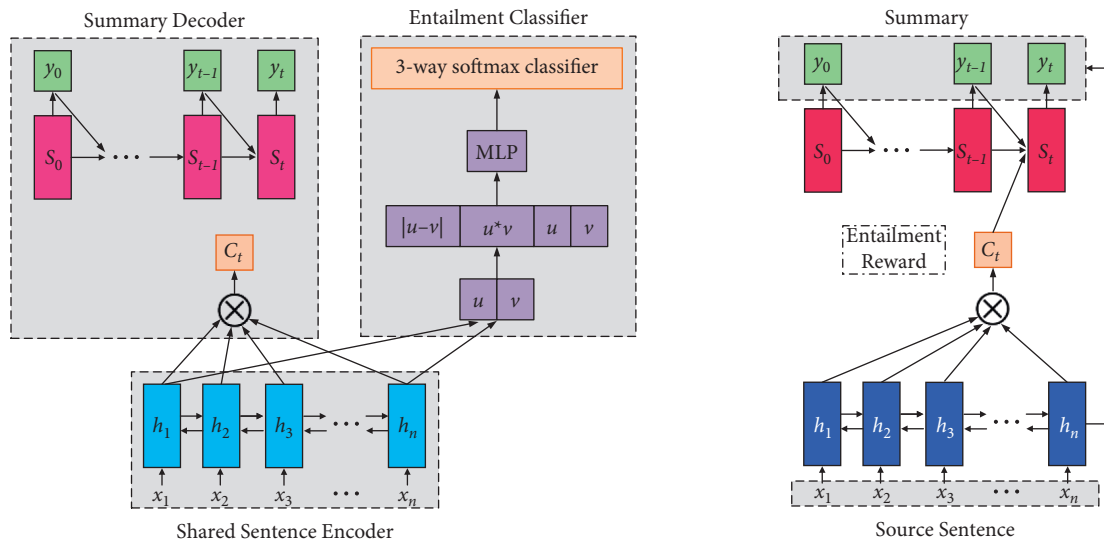 Summary Decoder
y0 yt–1 yt
S0 ... St–1 St
Ct
Entailment Classifier
3-way softmax classifier
MLP
|u–v| u*v u v
u v
h1 h2 h3 ... hn
x1 x2 x3 ... xn
Shared Sentence Encoder
Summary
y0 yt–1 yt
S0 ... St–1 St
Entailment
Reward
Ct
h1 h2 h3 ... hn
x1 x2 x3 ... xn
Source Sentence